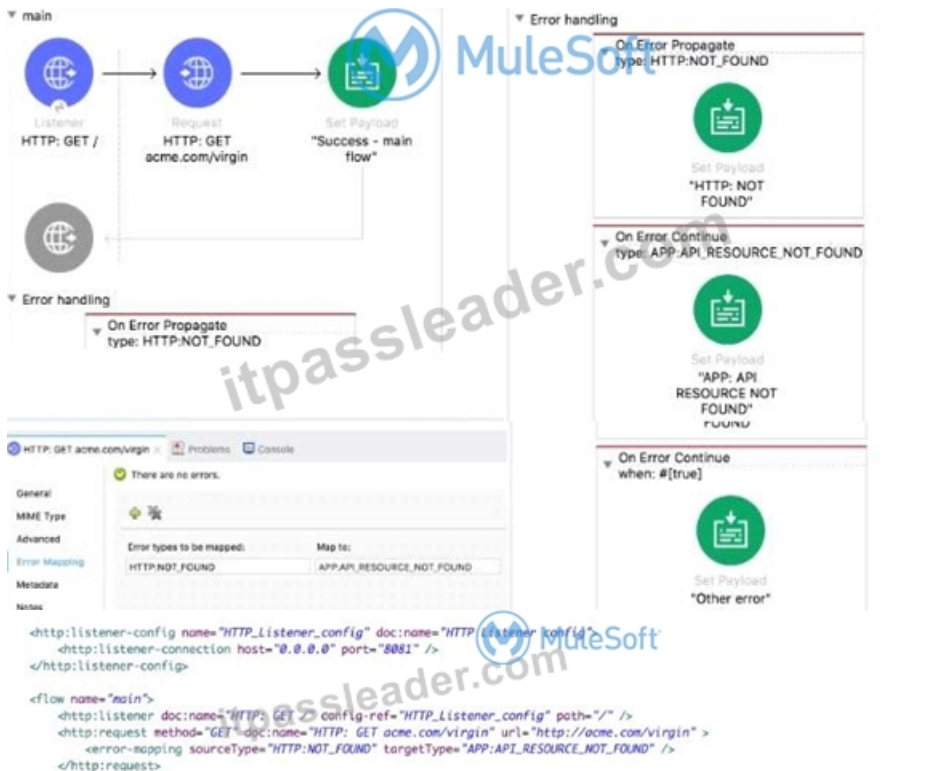 main
Listener
HTTP: GET /
Request
HTTP: GET
acme.com/virgin
Set Payload
"Success - main
flow"
Error handling
On Error Propagate
type: HTTP:NOT_FOUND
Error handling
On Error Propagate
type: HTTP:NOT_FOUND
Set Payload
"HTTP: NOT
FOUND"
On Error Continue
type: APP:API_RESOURCE_NOT_FOUND
Set Payload
"APP: API
RESOURCE NOT
FOUND"
FOUND
On Error Continue
when: #[true]
Set Payload
"Other error"
MuleSoft
itpassleader.com
HTTP: GET acme.com/virgin
Problems
Console
There are no errors.
General
MIME Type
Advanced
Error Mapping
Metadata
Notes
Error types to be mapped:
Map to:
HTTP:NOT_FOUND
APP:API_RESOURCE_NOT_FOUND
<http:listener-config name="HTTP_Listener_config" doc:name="HTTP Listener config">
<http:listener-connection host="0.0.0.0" port="8081" />
</http:listener-config>
<flow name="main">
<http:listener doc:name="HTTP: GET /" config-ref="HTTP_Listener_config" path="/" />
<http:request method="GET" doc:name="HTTP: GET acme.com/virgin" url="http://acme.com/virgin" >
<error-mapping sourceType="HTTP:NOT_FOUND" targetType="APP:API_RESOURCE_NOT_FOUND" />
</http:request>
MuleSoft
itpassleader.com